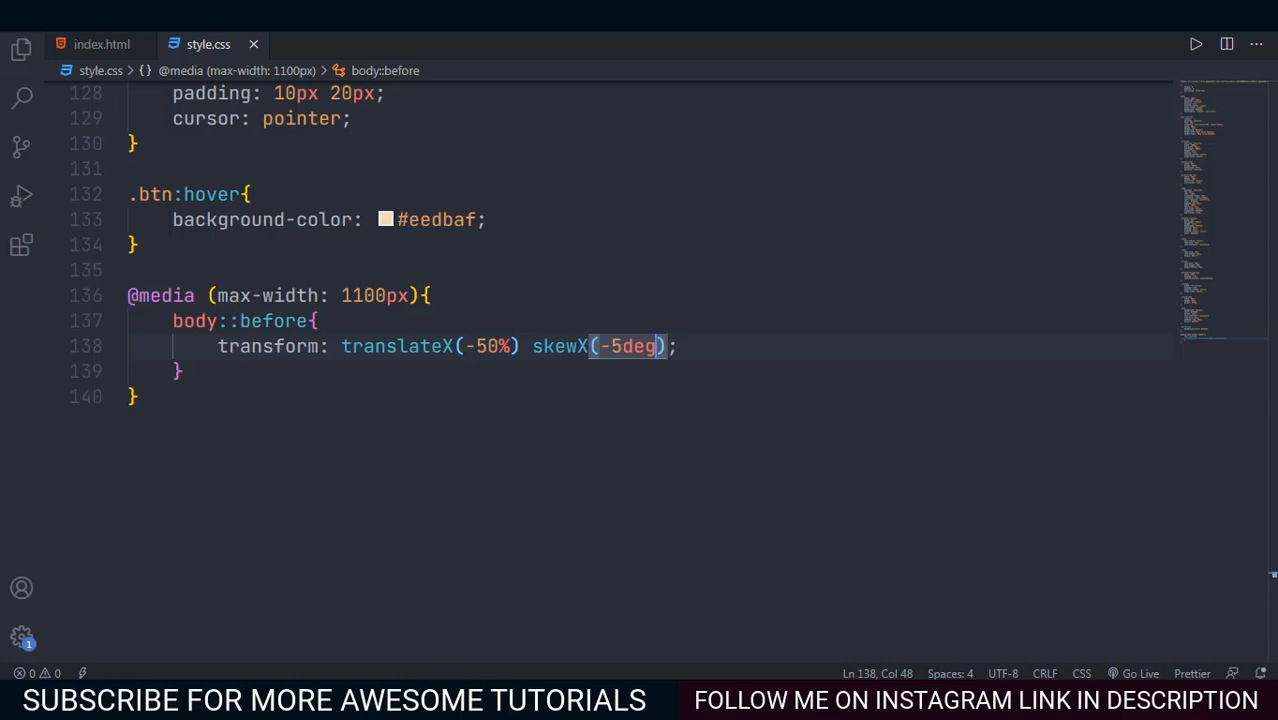 index.html
style.css
style.css > {} @media (max-width: 1100px) > body::before
128 padding: 10px 20px;
129 cursor: pointer;
130 }
131
132 .btn:hover{
133 background-color: #eedbaf;
134 }
135
136 @media (max-width: 1100px){
137 body::before{
138 transform: translateX(-50%) skewX(-5deg);
139 }
140 }
1
0 0 Ln 138, Col 48 Spaces: 4 UTF-8 CRLF CSS Go Live Prettier
SUBSCRIBE FOR MORE AWESOME TUTORIALS
FOLLOW ME ON INSTAGRAM LINK IN DESCRIPTION